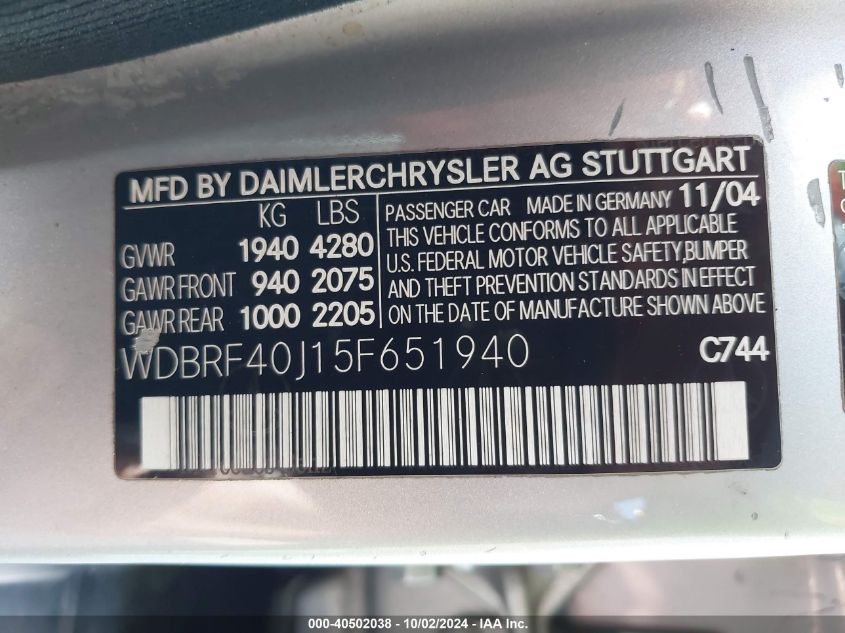 MFD BY DAIMLERCHRYSLER AG STUTTGART
KG LBS
GVWR 1940 4280
GAWR FRONT 940 2075
GAWR REAR 1000 2205
PASSENGER CAR MADE IN GERMANY 11/04
THIS VEHICLE CONFORMS TO ALL APPLICABLE
U.S. FEDERAL MOTOR VEHICLE SAFETY,BUMPER
AND THEFT PREVENTION STANDARDS IN EFFECT
ON THE DATE OF MANUFACTURE SHOWN ABOVE
WDBRF40J15F651940 C744
000-40502038 - 10/02/2024 - IAA Inc.